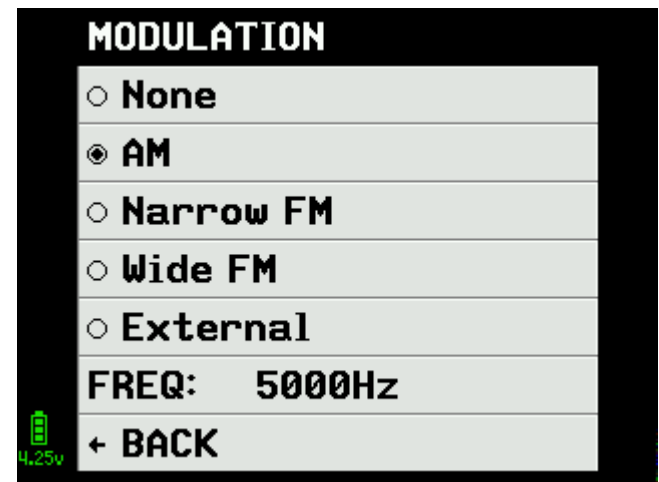 MODULATION
None
AM
Narrow FM
Wide FM
External
FREQ: 5000Hz
← BACK
4.25v